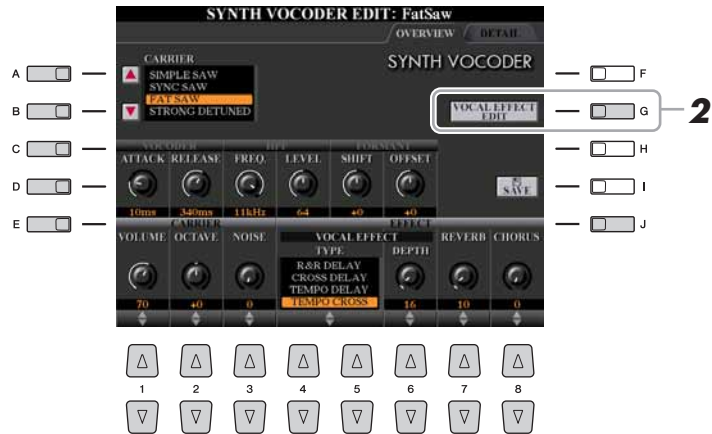 SYNTH VOCODER EDIT: FatSaw
OVERVIEW DETAIL
CARRIER
SYNTH VOCODER
SIMPLE SAW
SYNC SAW
FAT SAW
STRONG DETUNED
VOCAL EFFECT
EDIT
2
A
B
C
D
E
F
G
H
I
J
VOCODER HPF FORMANT
ATTACK RELEASE FREQ. LEVEL SHIFT OFFSET
SAVE
10ms 340ms 11kHz 64 +0 +0
CARRIER EFFECT
VOLUME OCTAVE NOISE VOCAL EFFECT REVERB CHORUS
TYPE DEPTH
R&R DELAY
CROSS DELAY
TEMPO DELAY
TEMPO CROSS
70 +0 0 16 10 0
1 2 3 4 5 6 7 8